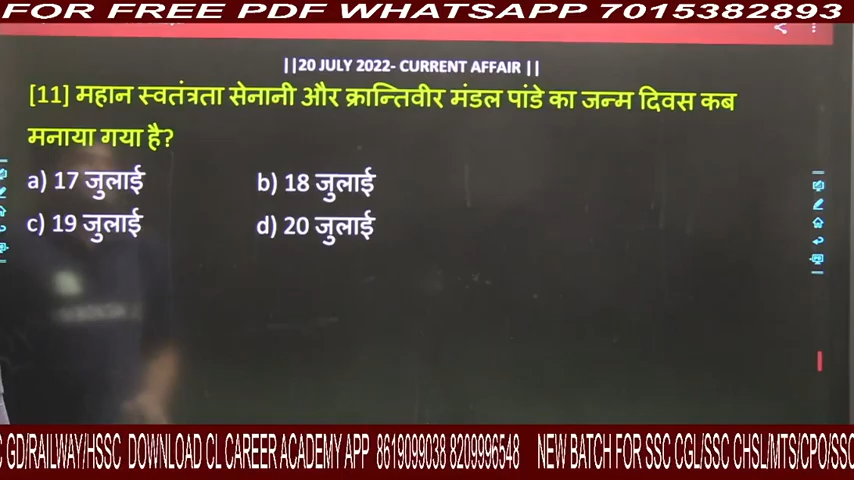 FOR FREE PDF WHATSAPP 7015382893
||20 JULY 2022- CURRENT AFFAIR ||
[11] महान स्वतंत्रता सेनानी और क्रान्तिवीर मंडल पांडे का जन्म दिवस कब
मनाया गया है?
a) 17 जुलाई b) 18 जुलाई
c) 19 जुलाई d) 20 जुलाई
GD/RAILWAY/HSSC DOWNLOAD CL CAREER ACADEMY APP 8619099038 8209996548 NEW BATCH FOR SSC CGL/SSC CHSL/MTS/CPO/SSC